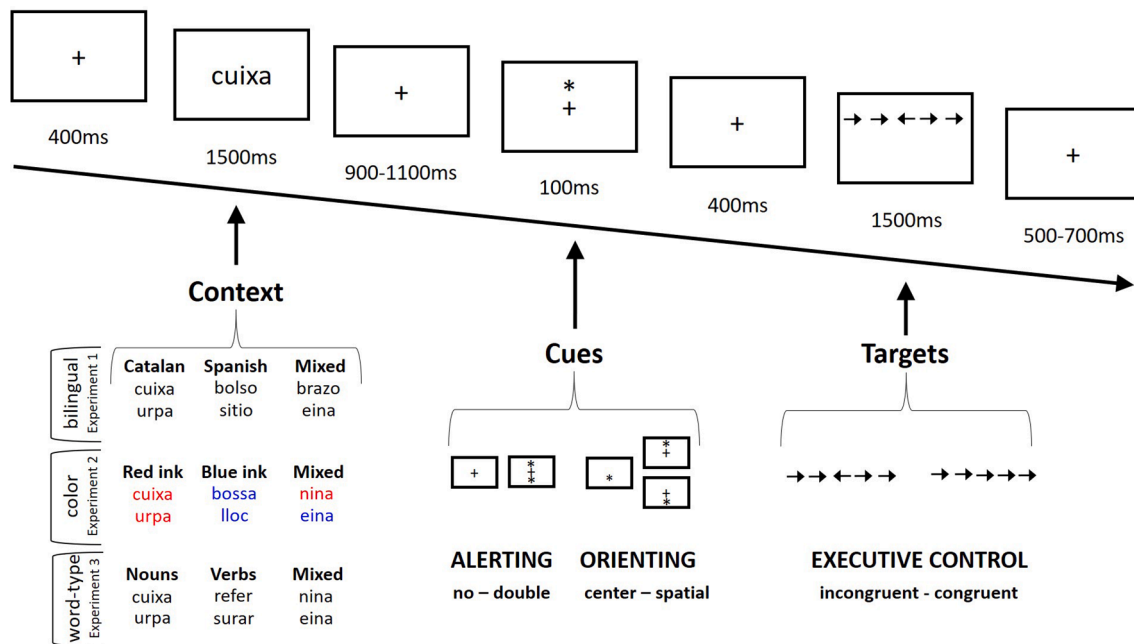 +
cuixa
+
*
+
+
→ → ← → →
+
400ms
1500ms
900-1100ms
100ms
400ms
1500ms
500-700ms
Context
Cues
Targets
bilingual
Experiment 1
Catalan Spanish Mixed
cuixa bolso brazo
urpa sitio eina
color
Experiment 2
Red ink Blue ink Mixed
cuixa bossa nina
urpa lloc eina
word-type
Experiment 3
Nouns Verbs Mixed
cuixa refer nina
urpa surar eina
+
*
+
*
*
*
+
+
*
→ → ← → →
→ → → → →
ALERTING ORIENTING EXECUTIVE CONTROL
no – double center – spatial incongruent - congruent